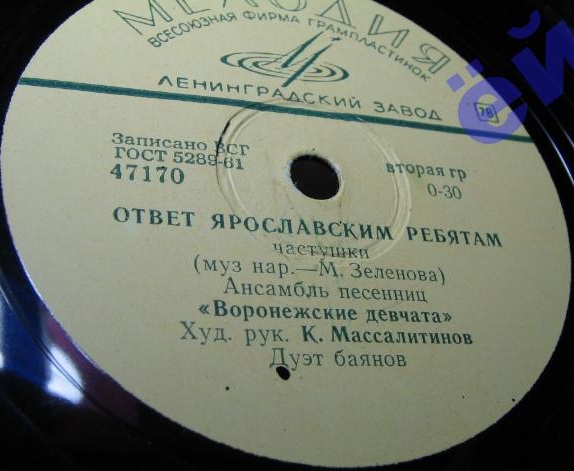 МЕЛОДИЯ
ВСЕСОЮЗНАЯ ФИРМА ГРАМПЛАСТИНОК
ЛЕНИНГРАДСКИЙ ЗАВОД
78
Записано ВСГ
ГОСТ 5289-61
47170
вторая гр
0-30
ОТВЕТ ЯРОСЛАВСКИМ РЕБЯТАМ
частушки
(муз нар.—М. Зеленова)
Ансамбль песенниц
«Воронежские девчата»
Худ. рук. К. Массалитинов
Дуэт баянов